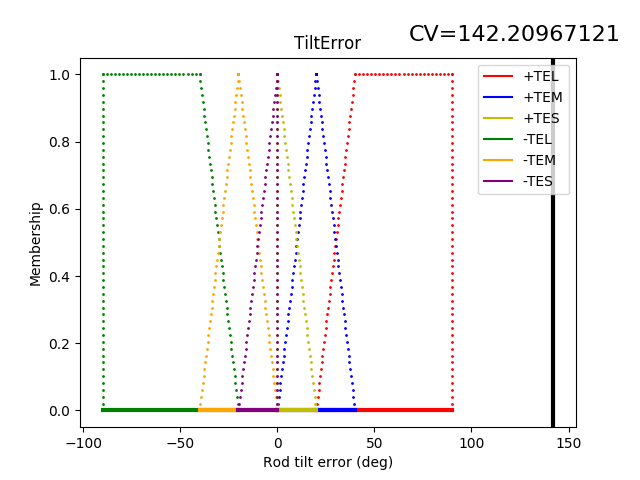 CV=142.20967121
TiltError
+TEL
+TEM
+TES
-TEL
-TEM
-TES
1.0
0.8
0.6
0.4
0.2
0.0
Membership
−100
−50
0
50
100
150
Rod tilt error (deg)